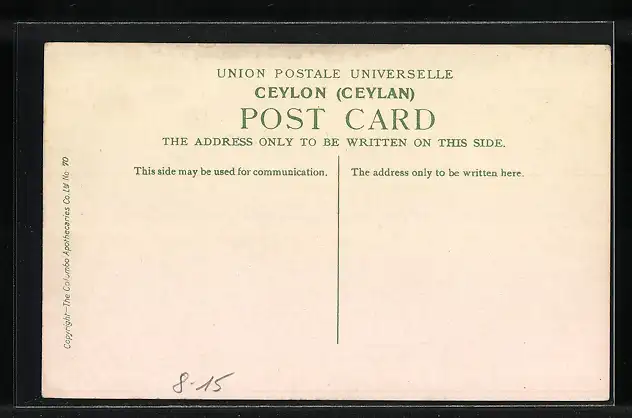 UNION POSTALE UNIVERSELLE
CEYLON (CEYLAN)
POST CARD
THE ADDRESS ONLY TO BE WRITTEN ON THIS SIDE.
This side may be used for communication.
The address only to be written here.
Copyright—The Colombo Apothecaries Co. Ltd No. 70
8-15